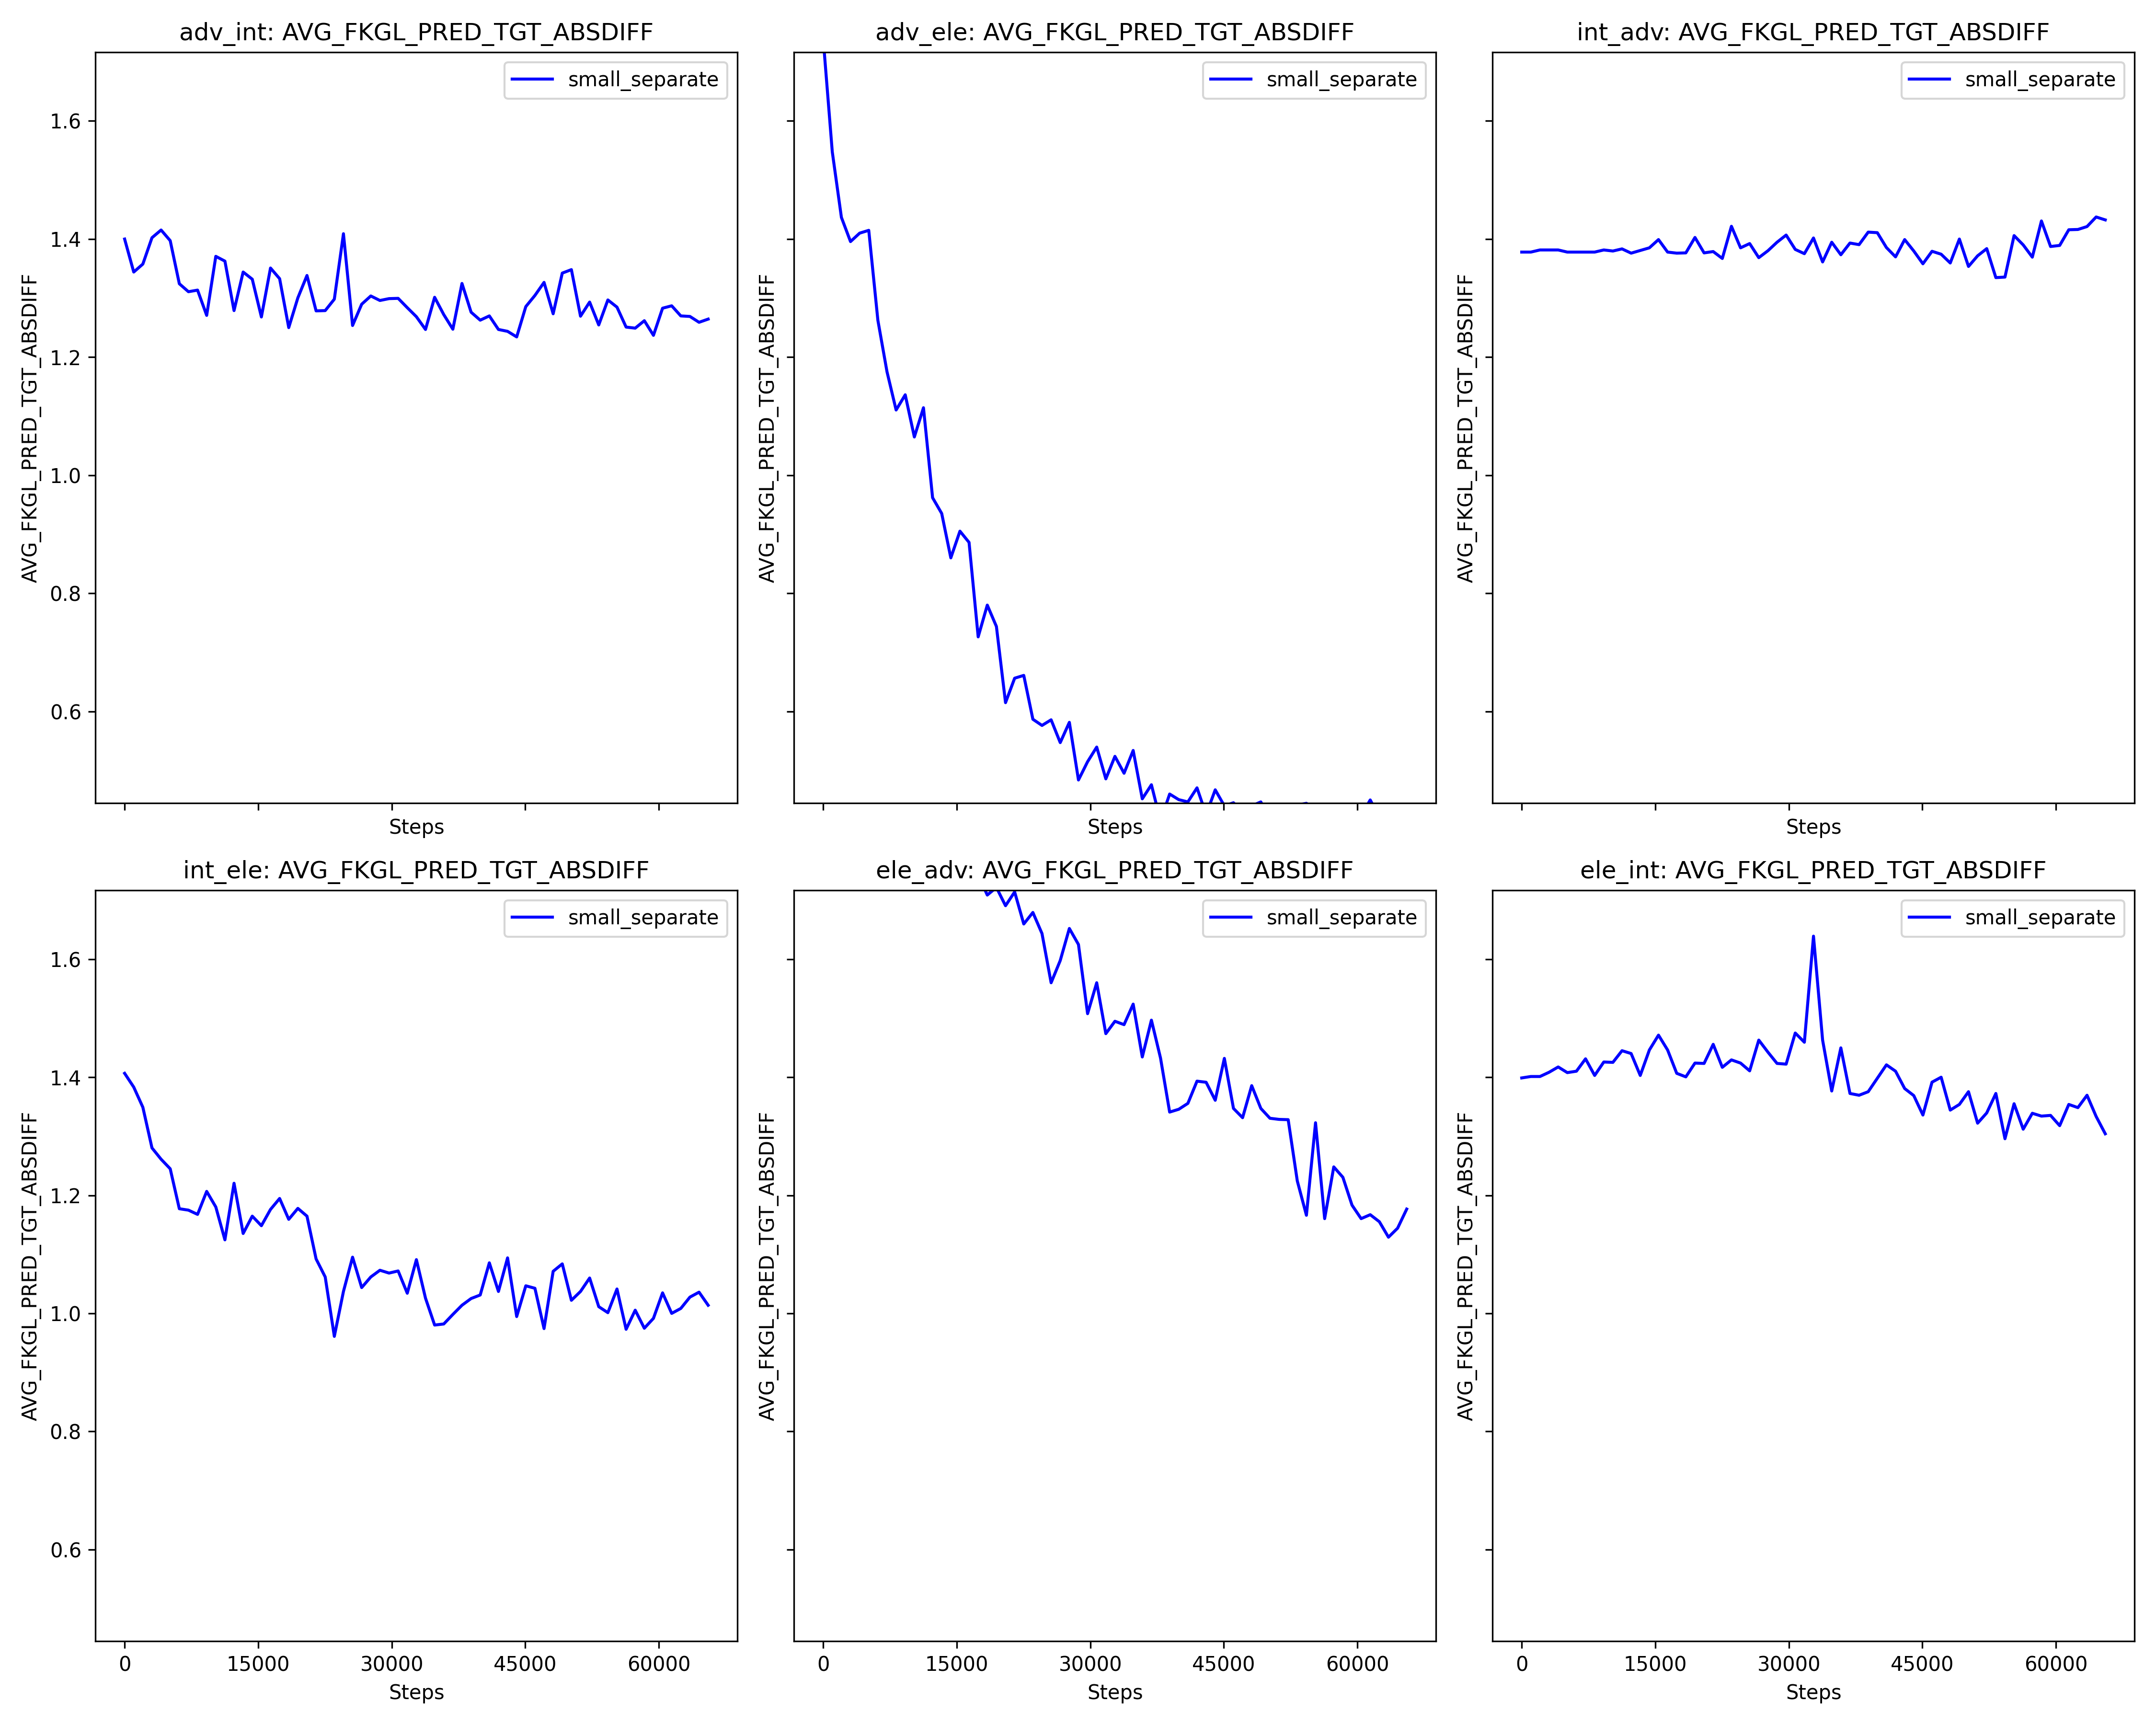 adv_int: AVG_FKGL_PRED_TGT_ABSDIFF
adv_ele: AVG_FKGL_PRED_TGT_ABSDIFF
int_adv: AVG_FKGL_PRED_TGT_ABSDIFF
small_separate
small_separate
small_separate
AVG_FKGL_PRED_TGT_ABSDIFF
1.6
1.4
1.2
1.0
0.8
0.6
AVG_FKGL_PRED_TGT_ABSDIFF
AVG_FKGL_PRED_TGT_ABSDIFF
Steps
Steps
Steps
int_ele: AVG_FKGL_PRED_TGT_ABSDIFF
ele_adv: AVG_FKGL_PRED_TGT_ABSDIFF
ele_int: AVG_FKGL_PRED_TGT_ABSDIFF
small_separate
small_separate
small_separate
AVG_FKGL_PRED_TGT_ABSDIFF
1.6
1.4
1.2
1.0
0.8
0.6
AVG_FKGL_PRED_TGT_ABSDIFF
AVG_FKGL_PRED_TGT_ABSDIFF
0 15000 30000 45000 60000
0 15000 30000 45000 60000
0 15000 30000 45000 60000
Steps
Steps
Steps